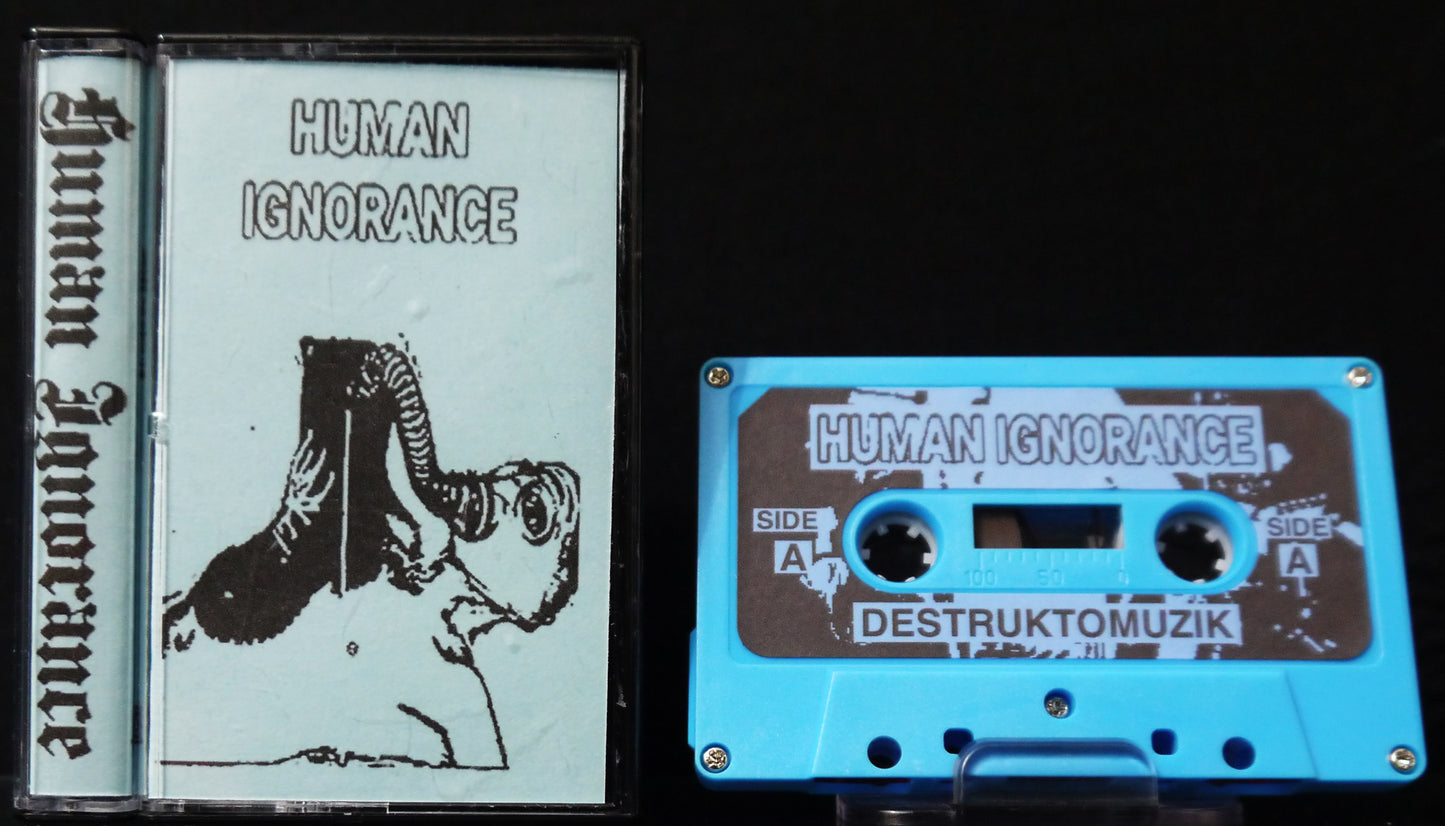 Human Ignorance
HUMAN
IGNORANCE
HUMAN IGNORANCE
SIDE
A
SIDE
A
100 50 0
DESTRUKTOMUZIK